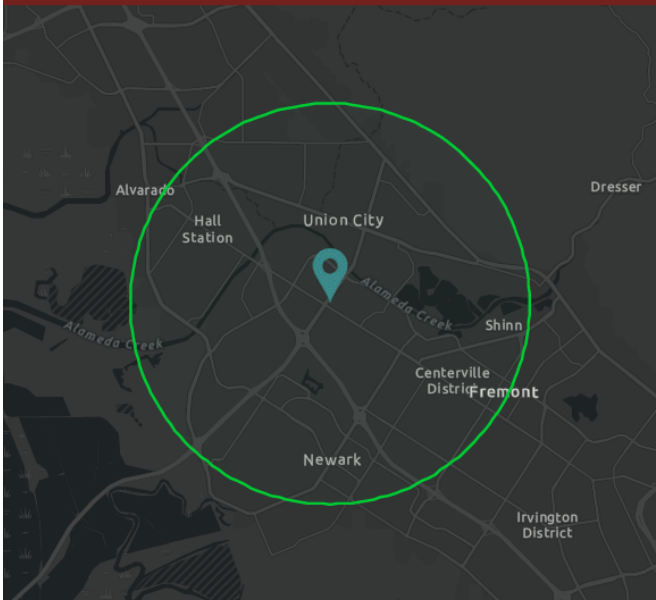 Alvarado
Dresser
Hall
Station
Union City
Alameda Creek
Alameda Creek
Shinn
Centerville
District
Fremont
Newark
Irvington
District